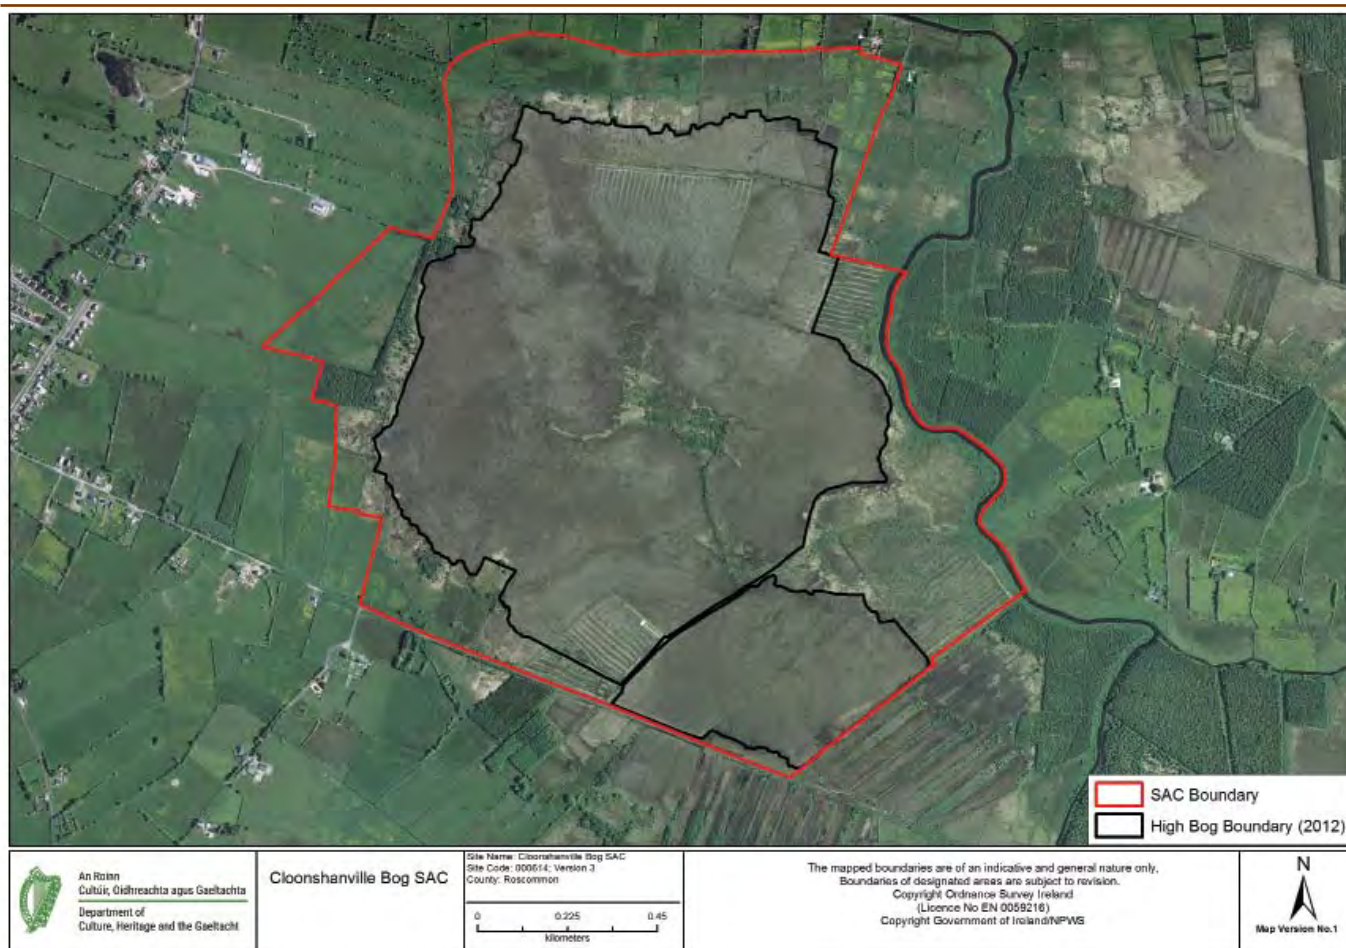 SAC Boundary
High Bog Boundary (2012)
An Roinn
Cultúir, Oidhreachta agus Gaeltachta
Department of
Culture, Heritage and the Gaeltacht
Cloonshanville Bog SAC
Site Name: Cloonshanville Bog SAC
Site Code: 000614; Version 3
County: Roscommon
0 0.225 0.45
kilometers
The mapped boundaries are of an indicative and general nature only,
Boundaries of designated areas are subject to revision.
Copyright Ordnance Survey Ireland
(Licence No EN 0059216)
Copyright Government of Ireland/NPWS
N
Map Version No.1